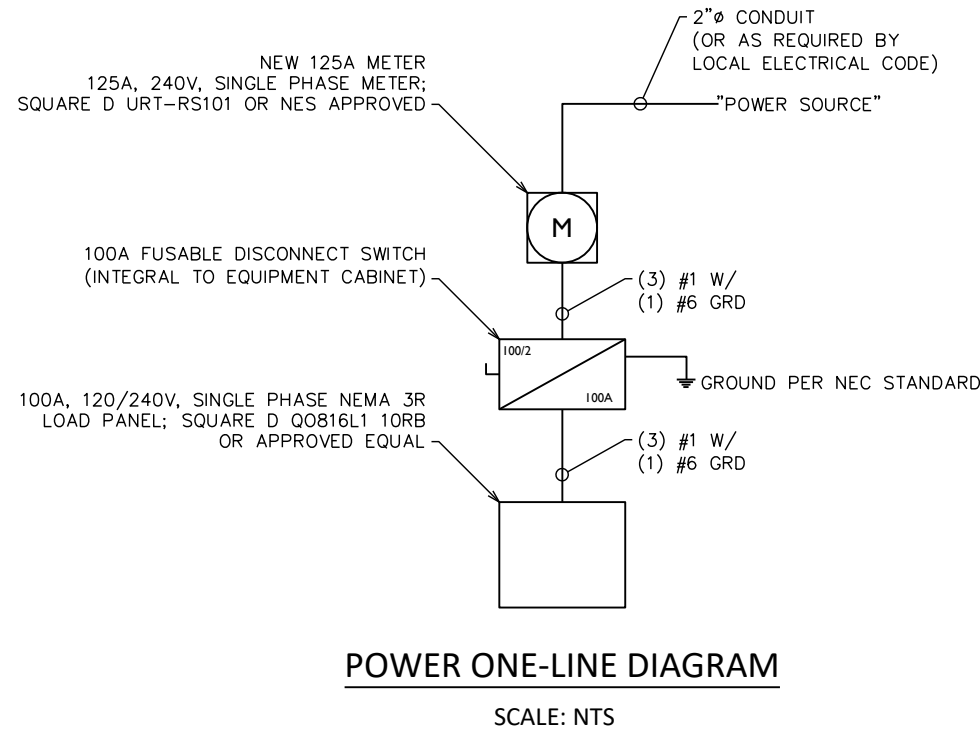 2"ø CONDUIT
(OR AS REQUIRED BY
LOCAL ELECTRICAL CODE)
"POWER SOURCE"
NEW 125A METER
125A, 240V, SINGLE PHASE METER;
SQUARE D URT-RS101 OR NES APPROVED
M
100A FUSABLE DISCONNECT SWITCH
(INTEGRAL TO EQUIPMENT CABINET)
(3) #1 W/
(1) #6 GRD
100/2
100A
GROUND PER NEC STANDARD
100A, 120/240V, SINGLE PHASE NEMA 3R
LOAD PANEL; SQUARE D QO816L1 10RB
OR APPROVED EQUAL
(3) #1 W/
(1) #6 GRD
POWER ONE-LINE DIAGRAM
SCALE: NTS